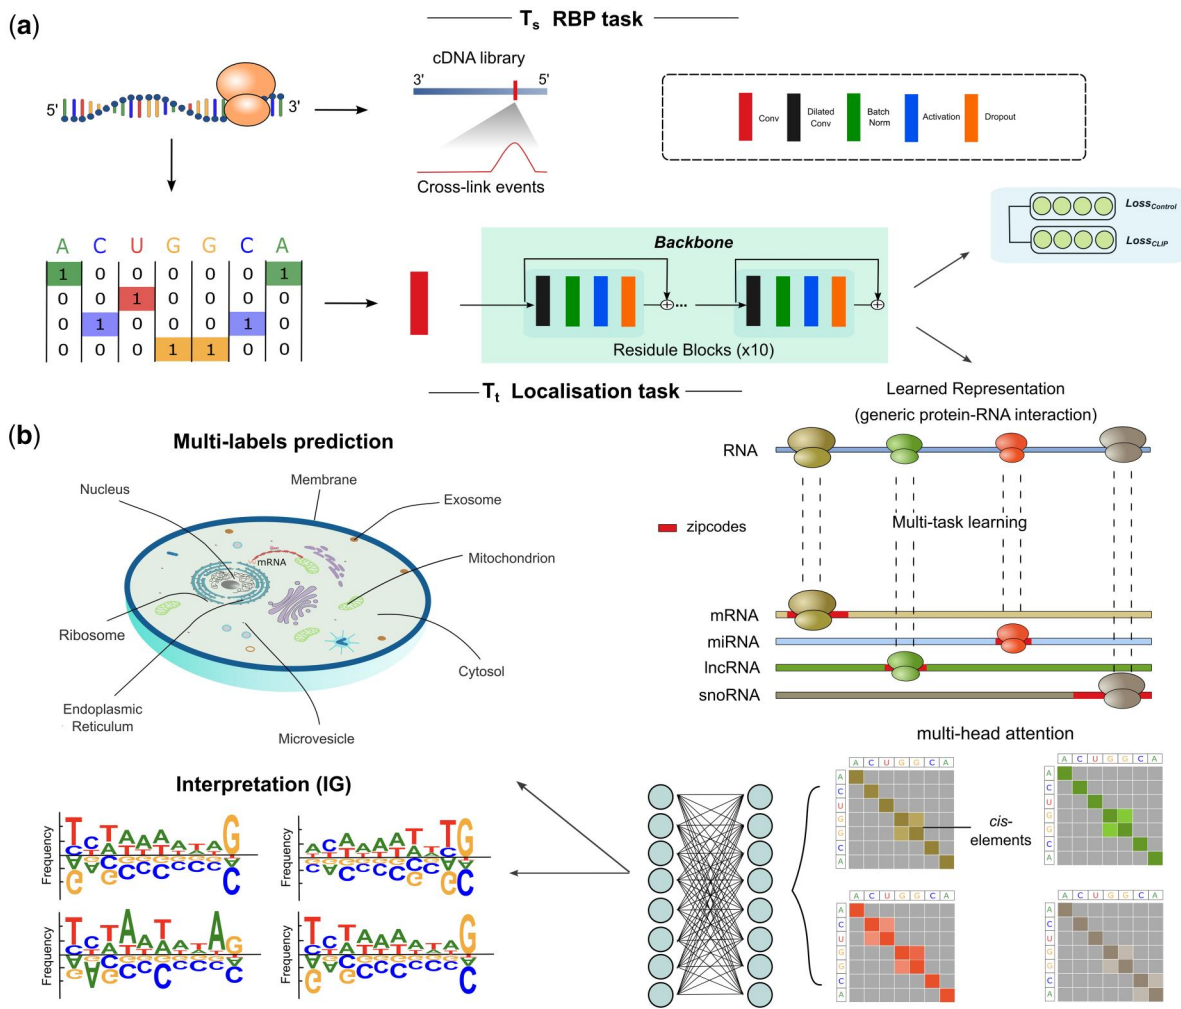 (a)
Ts RBP task
cDNA library
5'
3'
3'
5'
Cross-link events
Conv
Dilated Conv
Batch Norm
Activation
Dropout
LossControl
LossCLIP
A C U G G C A
1 0 0 0 0 0 1
0 0 1 0 0 0 0
0 1 0 0 0 1 0
0 0 0 1 1 0 0
Backbone
...
Residule Blocks (x10)
Tt Localisation task
Learned Representation
(generic protein-RNA interaction)
(b)
Multi-labels prediction
Nucleus
Membrane
Exosome
mRNA
Mitochondrion
Ribosome
Cytosol
Endoplasmic
Reticulum
Microvesicle
RNA
zipcodes
Multi-task learning
mRNA
miRNA
lncRNA
snoRNA
multi-head attention
Interpretation (IG)
Frequency
Frequency
Frequency
Frequency
A C U G G C A
A
C
U
G
G
C
A
cis-
elements
A C U G G C A
A
C
U
G
G
C
A
A C U G G C A
A
C
U
G
G
C
A
A C U G G C A
A
C
U
G
G
C
A